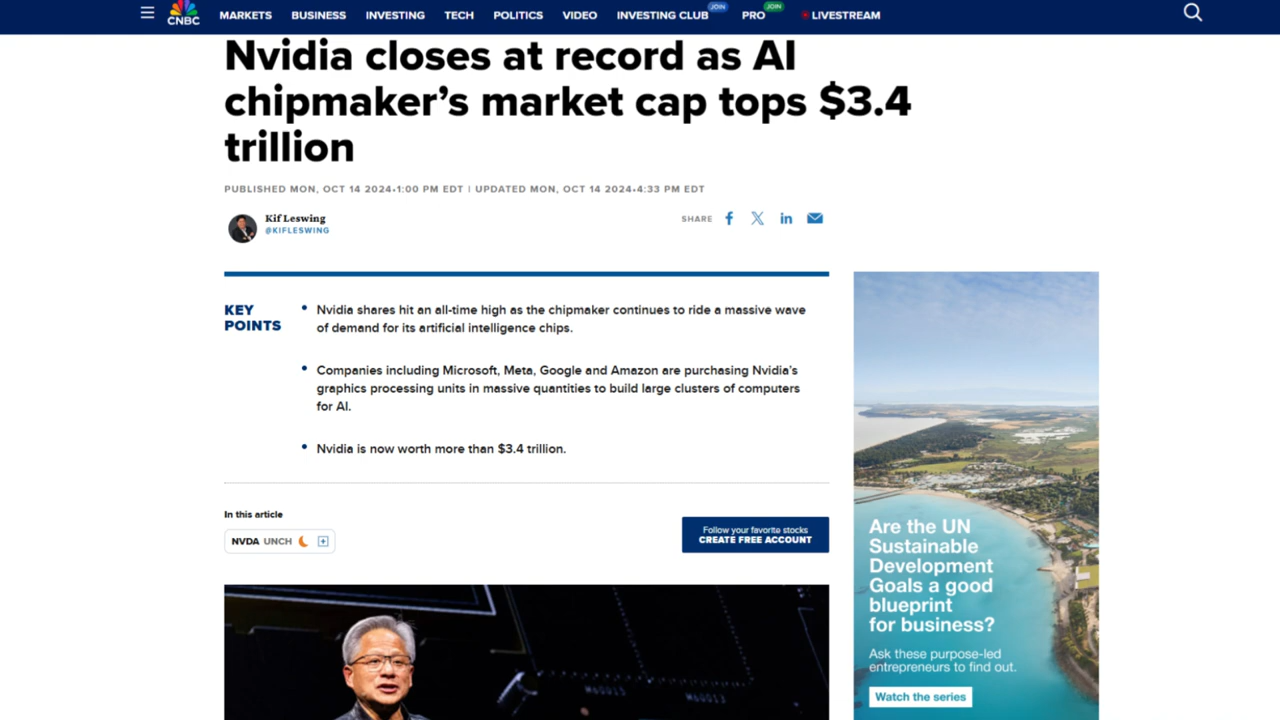 CNBC
MARKETS BUSINESS INVESTING TECH POLITICS VIDEO INVESTING CLUB JOIN PRO JOIN LIVESTREAM
Nvidia closes at record as AI
chipmaker’s market cap tops $3.4
trillion
PUBLISHED MON, OCT 14 2024•1:00 PM EDT | UPDATED MON, OCT 14 2024•4:33 PM EDT
Kif Leswing
@KIFLESWING
SHARE
KEY
POINTS
Nvidia shares hit an all-time high as the chipmaker continues to ride a massive wave
of demand for its artificial intelligence chips.
Companies including Microsoft, Meta, Google and Amazon are purchasing Nvidia’s
graphics processing units in massive quantities to build large clusters of computers
for AI.
Nvidia is now worth more than $3.4 trillion.
In this article
NVDA UNCH
Follow your favorite stocks
CREATE FREE ACCOUNT
Are the UN
Sustainable
Development
Goals a good
blueprint
for business?
Ask these purpose-led
entrepreneurs to find out.
Watch the series